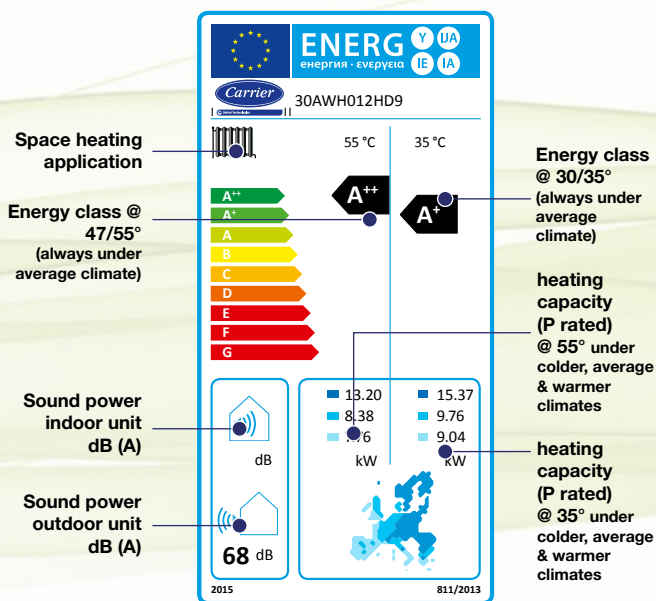 ENERG
енергия · ενεργεια
Y IJA
IE IA
Carrier
30AWH012HD9
Space heating
application
55 °C
35 °C
Energy class
@ 30/35°
(always under
average
climate)
Energy class @
47/55°
(always under
average climate)
A++
A+
A
B
C
D
E
F
G
A++
A+
heating
capacity
(P rated)
@ 55° under
colder, average
& warmer
climates
Sound power
indoor unit
dB (A)
dB
13.20
8.38
kW
15.37
9.76
9.04
kW
heating
capacity
(P rated)
@ 35° under
colder, average
& warmer
climates
Sound power
outdoor unit
dB (A)
68 dB
2015
811/2013